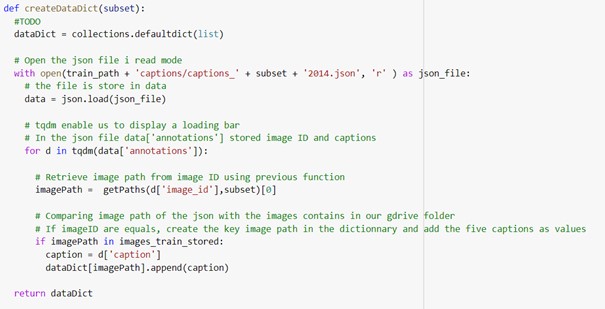 def createDataDict(subset):
#TODO
dataDict = collections.defaultdict(list)
# Open the json file i read mode
with open(train_path + 'captions/captions_' + subset + '2014.json', 'r' ) as json_file:
# the file is store in data
data = json.load(json_file)
# tqdm enable us to display a loading bar
# In the json file data['annotations'] stored image ID and captions
for d in tqdm(data['annotations']):
# Retrieve image path from image ID using previous function
imagePath =  getPaths(d['image_id'],subset)[0]
# Comparing image path of the json with the images contains in our gdrive folder
# If imageID are equals, create the key image path in the dictionnary and add the five captions as values
if imagePath in images_train_stored:
caption = d['caption']
dataDict[imagePath].append(caption)
return dataDict